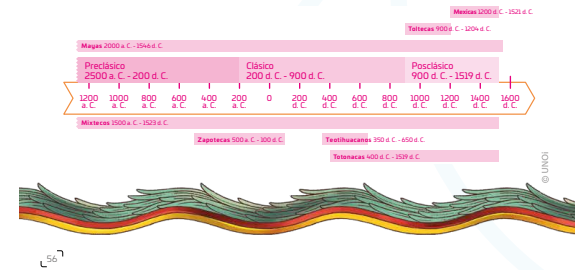 Mexicas 1200 d. C. - 1521 d. C.
Toltecas 900 d. C. - 1204 d. C.
Mayas 2000 a. C. - 1546 d. C.
Preclásico
2500 a. C. - 200 d. C.
Clásico
200 d. C. - 900 d. C.
Posclásico
900 d. C. - 1519 d. C.
1200 a. C.
1000 a. C.
800 a. C.
600 a. C.
400 a. C.
200 a. C.
0
200 d. C.
400 d. C.
600 d. C.
800 d. C.
1000 d. C.
1200 d. C.
1400 d. C.
1600 d. C.
Mixtecos 1500 a. C. - 1523 d. C.
Zapotecas 500 a. C. - 100 d. C.
Teotihuacanos 350 d. C. - 650 d. C.
Totonacas 400 d. C. - 1519 d. C.
© UNOi
56